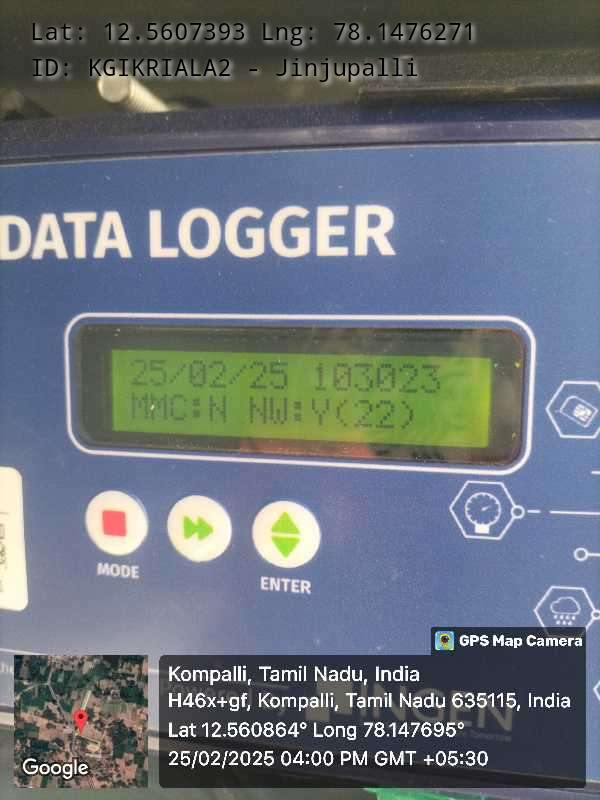 Lat: 12.5607393 Lng: 78.1476271
ID: KGIKRIALA2 - Jinjupalli
DATA LOGGER
25/02/25 103023
MMC:N NW:Y(22)
MODE
ENTER
GPS Map Camera
Kompalli, Tamil Nadu, India
H46x+gf, Kompalli, Tamil Nadu 635115, India
Lat 12.560864° Long 78.147695°
25/02/2025 04:00 PM GMT +05:30
Google